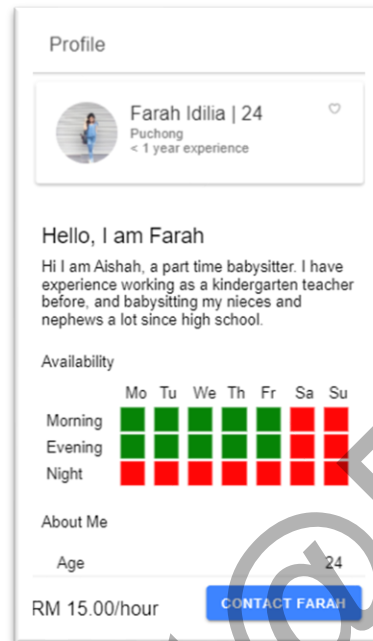 Profile
Farah Idilia | 24
Puchong
< 1 year experience
Hello, I am Farah
Hi I am Aishah, a part time babysitter. I have
experience working as a kindergarten teacher
before, and babysitting my nieces and
nephews a lot since high school.
Availability
Mo Tu We Th Fr Sa Su
Morning
Evening
Night
About Me
Age 24
RM 15.00/hour CONTACT FARAH